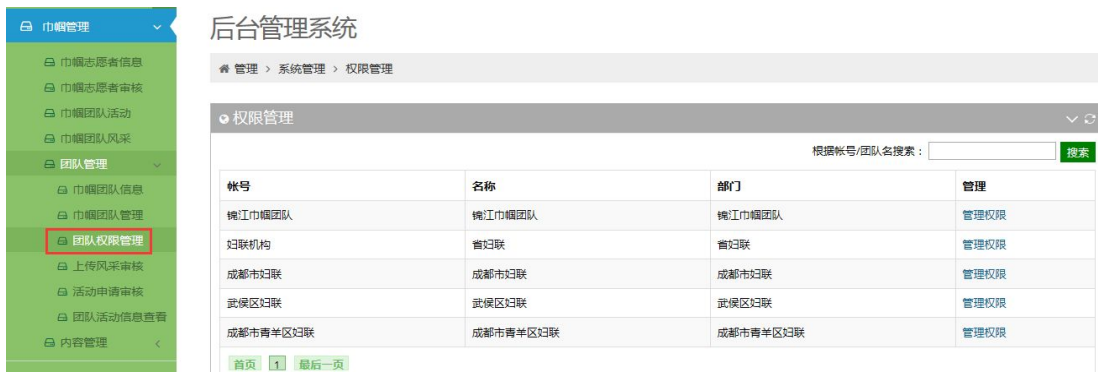 巾帼管理
巾帼志愿者信息
巾帼志愿者审核
巾帼团队活动
巾帼团队风采
团队管理
巾帼团队信息
巾帼团队管理
团队权限管理
上传风采审核
活动申请审核
团队活动信息查看
内容管理
后台管理系统
管理 > 系统管理 > 权限管理
权限管理
根据帐号/团队名搜索： 搜索
帐号 名称 部门 管理
锦江巾帼团队 锦江巾帼团队 锦江巾帼团队 管理权限
妇联机构 省妇联 省妇联 管理权限
成都市妇联 成都市妇联 成都市妇联 管理权限
武侯区妇联 武侯区妇联 武侯区妇联 管理权限
成都市青羊区妇联 成都市青羊区妇联 成都市青羊区妇联 管理权限
首页 1 最后一页